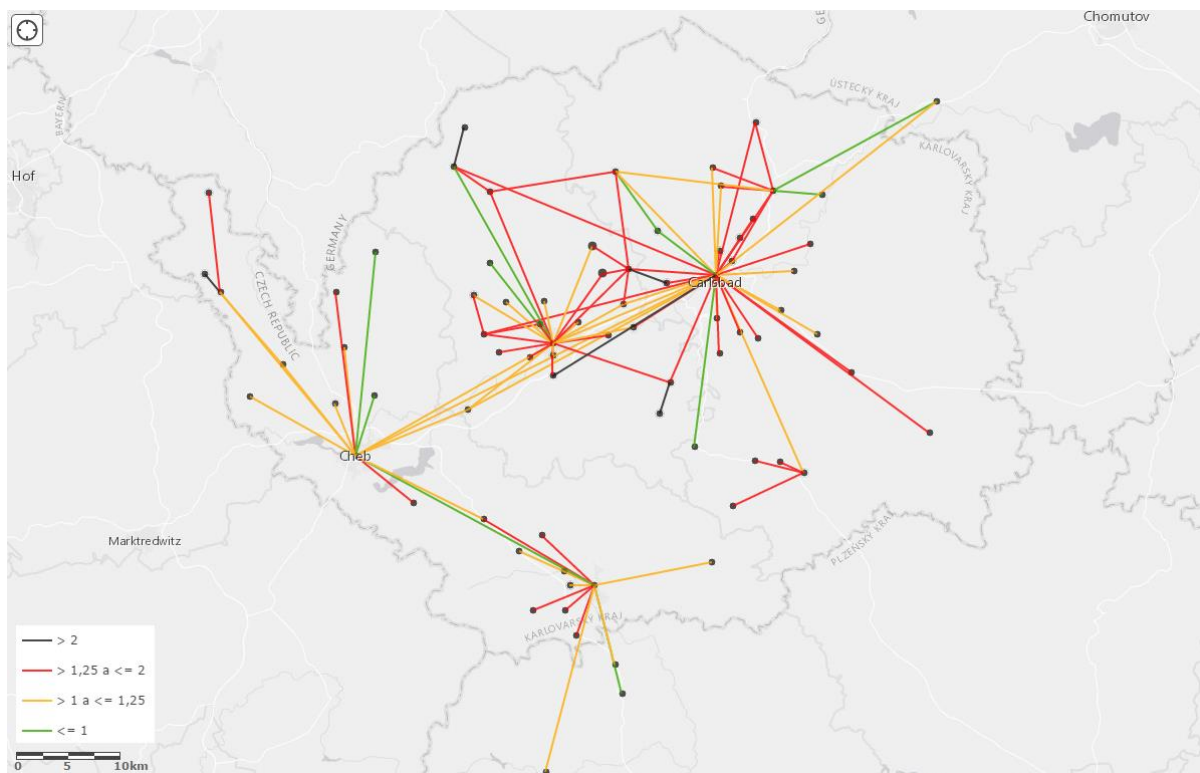 Chomutov
GE
ÚSTECKÝ KRAJ
BAYERN
KARLOVARSKÝ KRAJ
Hof
GERMANY
CZECH REPUBLIC
Carlsbad
Cheb
PLZEŇSKÝ KRAJ
Marktredwitz
KARLOVARSKÝ KRAJ
> 2
> 1,25 a <= 2
> 1 a <= 1,25
<= 1
0 5 10km